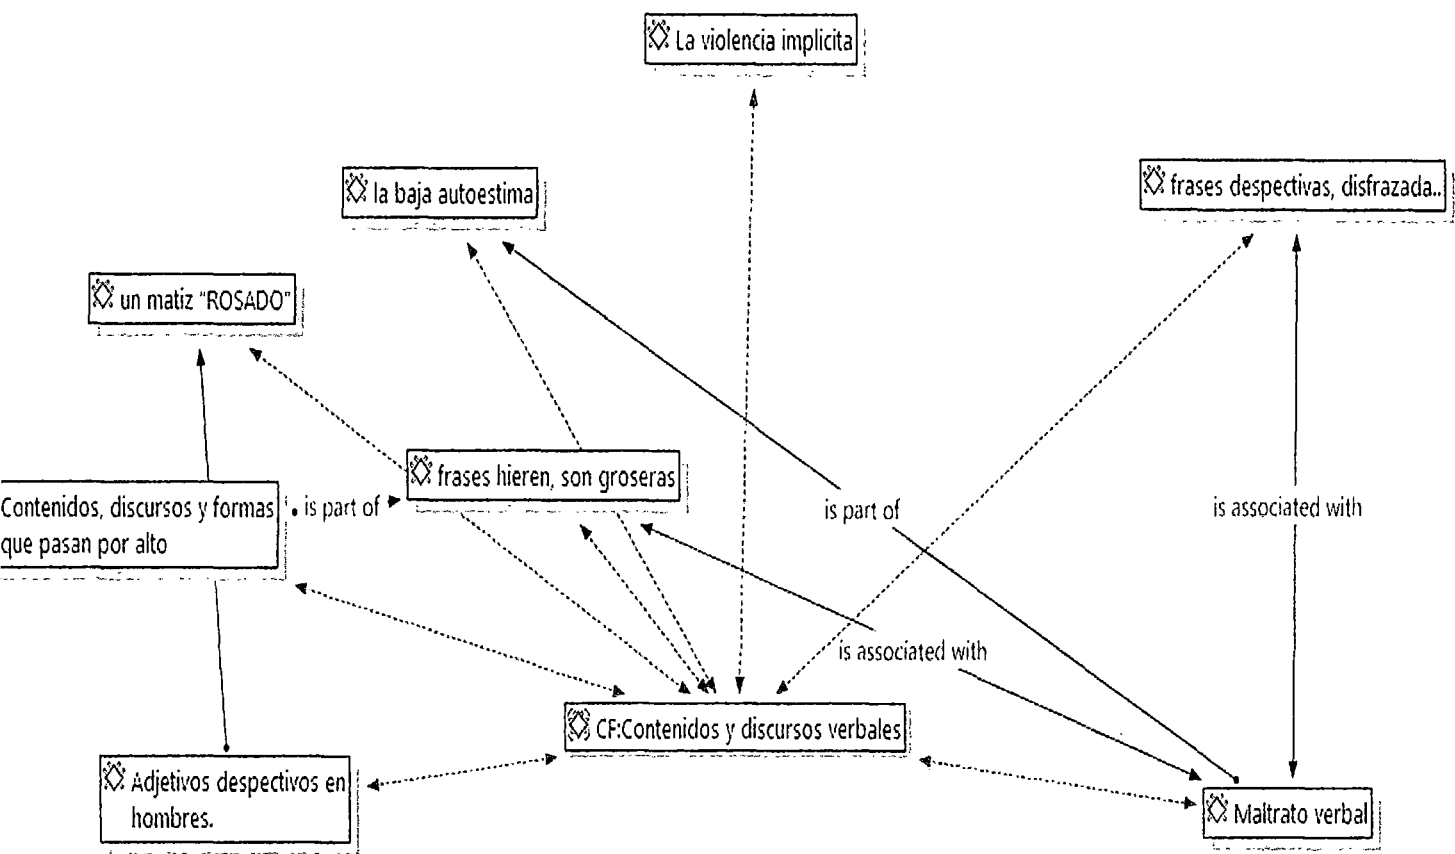 La violencia implicita
la baja autoestima
frases despectivas, disfrazada..
un matiz "ROSADO"
frases hieren, son groseras
Contenidos, discursos y formas
que pasan por alto
is part of
is part of
is associated with
is associated with
CF:Contenidos y discursos verbales
Adjetivos despectivos en
hombres.
Maltrato verbal